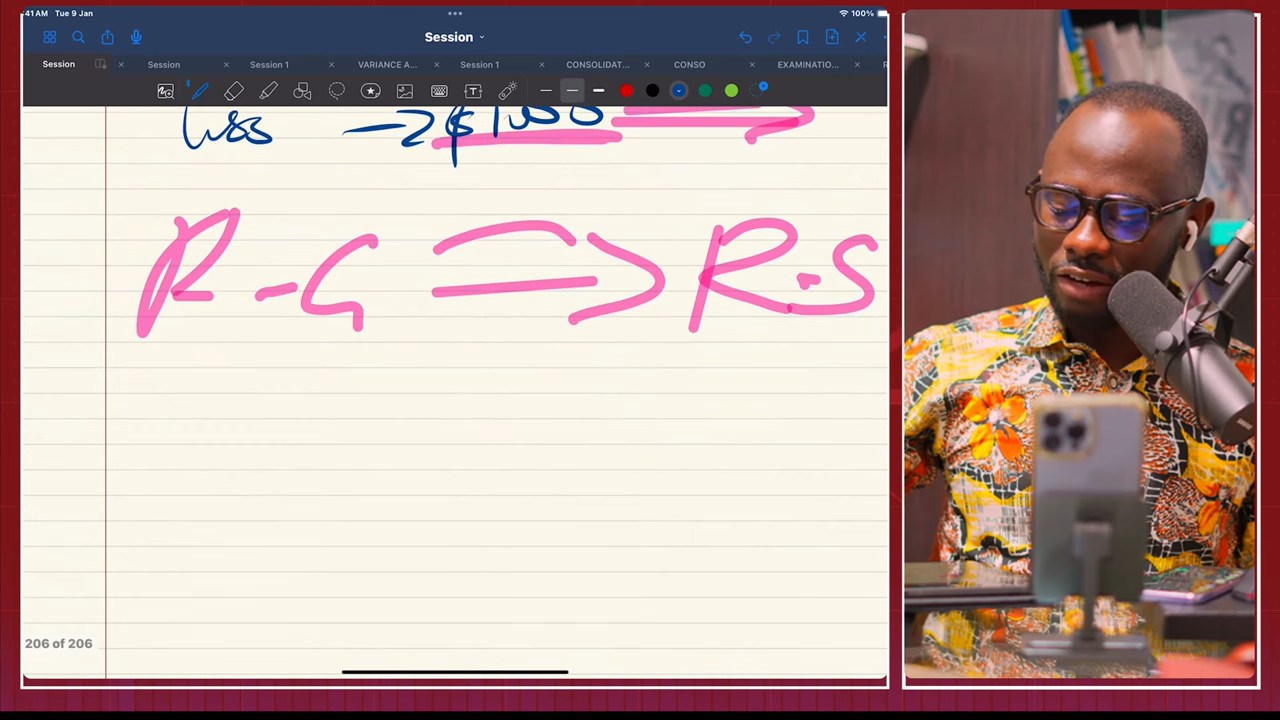 41 AM Tue 9 Jan 100%
Session
Session Session Session 1 VARIANCE A... Session 1 CONSOLIDAT... CONSO EXAMINATIO...
T
loss
R-G R.S
206 of 206